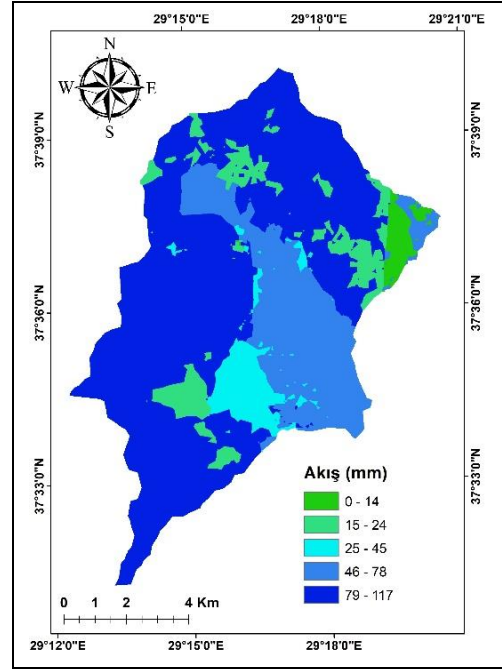 29°15'0"E 29°18'0"E 29°21'0"E
N
W E
S
37°39'0"N 37°39'0"N
37°36'0"N 37°36'0"N
37°33'0"N 37°33'0"N
Akış (mm)
0 - 14
15 - 24
25 - 45
46 - 78
79 - 117
0 1 2 4 Km
29°12'0"E 29°15'0"E 29°18'0"E